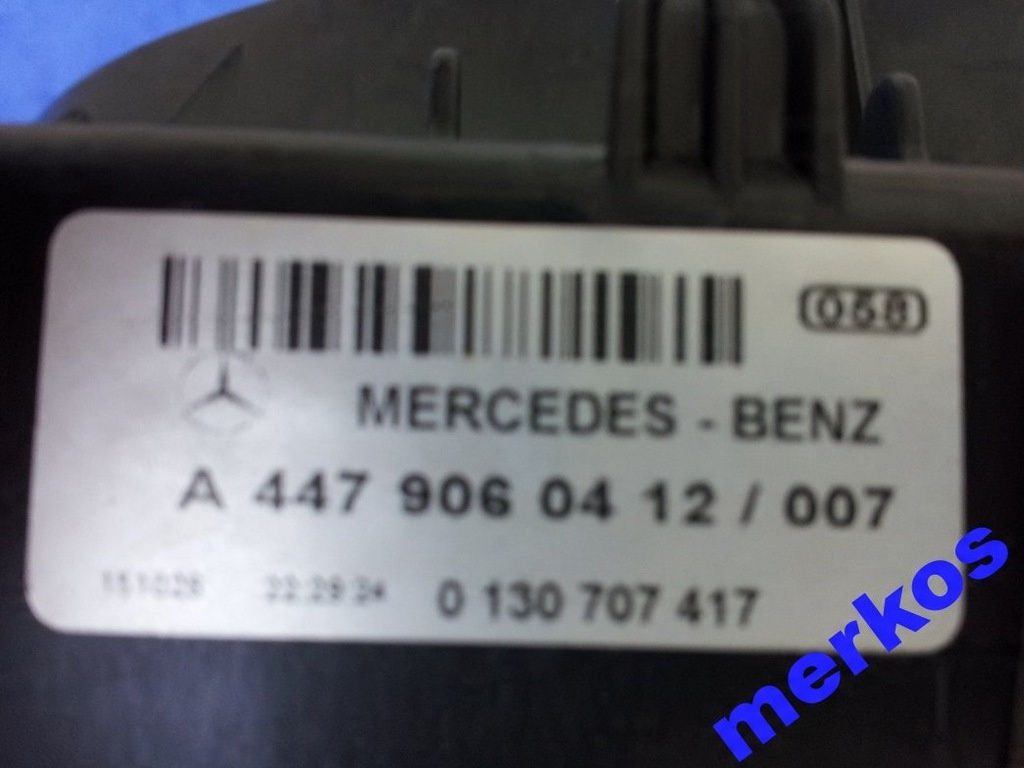 058
MERCEDES - BENZ
A 447 906 04 12 / 007
151028 22:29:24 0 130 707 417
merkos